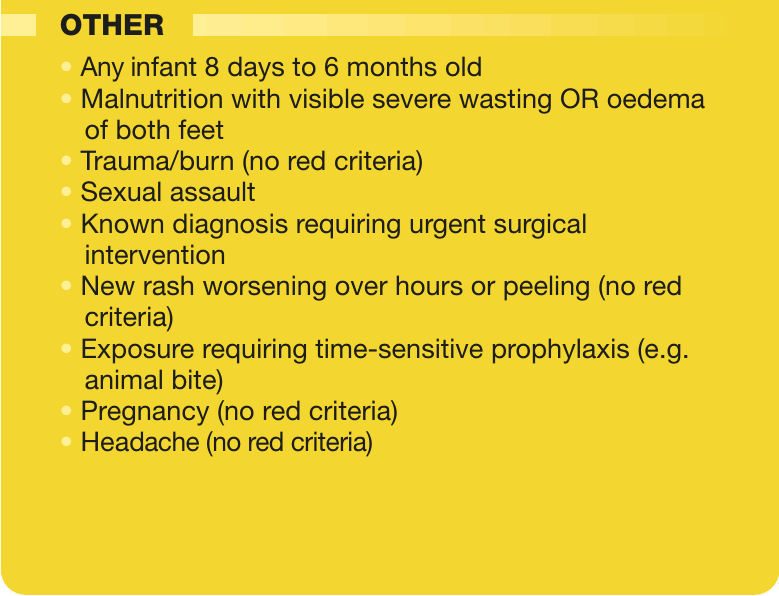 OTHER
• Any infant 8 days to 6 months old
• Malnutrition with visible severe wasting OR oedema
of both feet
• Trauma/burn (no red criteria)
• Sexual assault
• Known diagnosis requiring urgent surgical
intervention
• New rash worsening over hours or peeling (no red
criteria)
• Exposure requiring time-sensitive prophylaxis (e.g.
animal bite)
• Pregnancy (no red criteria)
• Headache (no red criteria)